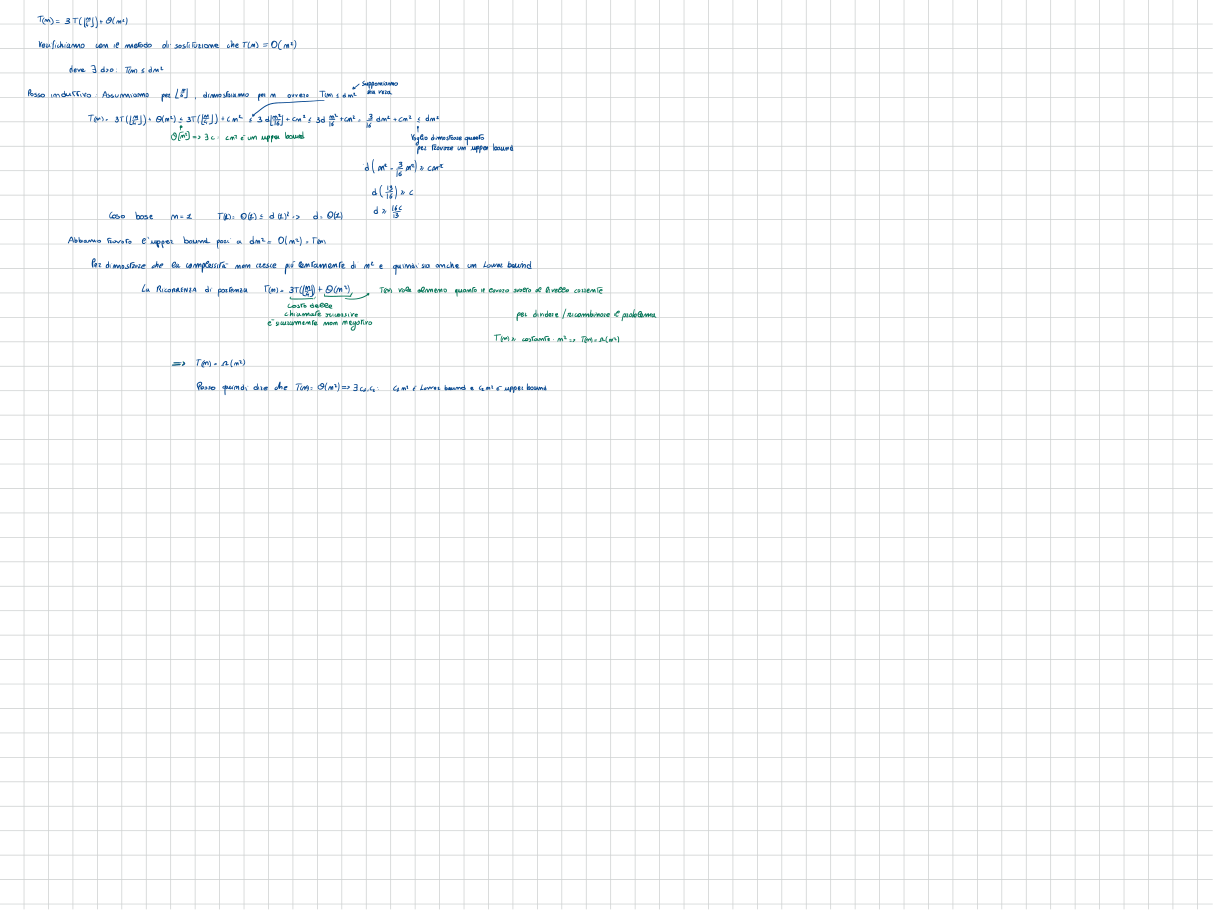 T(n) = 3T(⌊n/4⌋) + Θ(n²)
Verifichiamo con il metodo di sostituzione che T(n) = O(n²)
deve ∃ d>0: T(n) ≤ dn²
Supponiamo sia vera
Passo induttivo: Assumiamo per ⌊n/4⌋, dimostriamo per n ovvero T(n) ≤ dn²
T(n) = 3T(⌊n/4⌋) + Θ(n²) ≤ 3T(⌊n/4⌋) + cn² ≤ 3d⌊n²/16⌋ + cn² ≤ 3d n²/16 + cn² = 3/16 dn² + cn² ≤ dn²
Θ(n²) => ∃ c: cn² è un upper bound
Voglio dimostrare questo
per trovare un upper bound
d(n² - 3/16 n²) ≥ cn²
d(13/16) ≥ c
d ≥ 16c/13
Caso base n=1 T(1) = Θ(1) ≤ d(1)² => d = Θ(1)
Abbiamo trovato l'upper bound pari a dn² = O(n²) = T(n)
Per dimostrare che la complessità non cresce più lentamente di n² e quindi sia anche un Lower bound
La Ricorrenza di partenza T(n) = 3T(⌊n/4⌋) + Θ(n²) T(n) vale almeno quanto il lavoro svolto al livello corrente
costo delle
chiamate ricorsive
e' sicuramente non negativo
per dividere / ricombinare il problema
T(n) ≥ costante · n² => T(n) = Ω(n²)
=> T(n) = Ω(n²)
Posso quindi dire che T(n) = Θ(n²) => ∃ c₁, c₂: c₁n² è Lower bound e c₂n² è upper bound